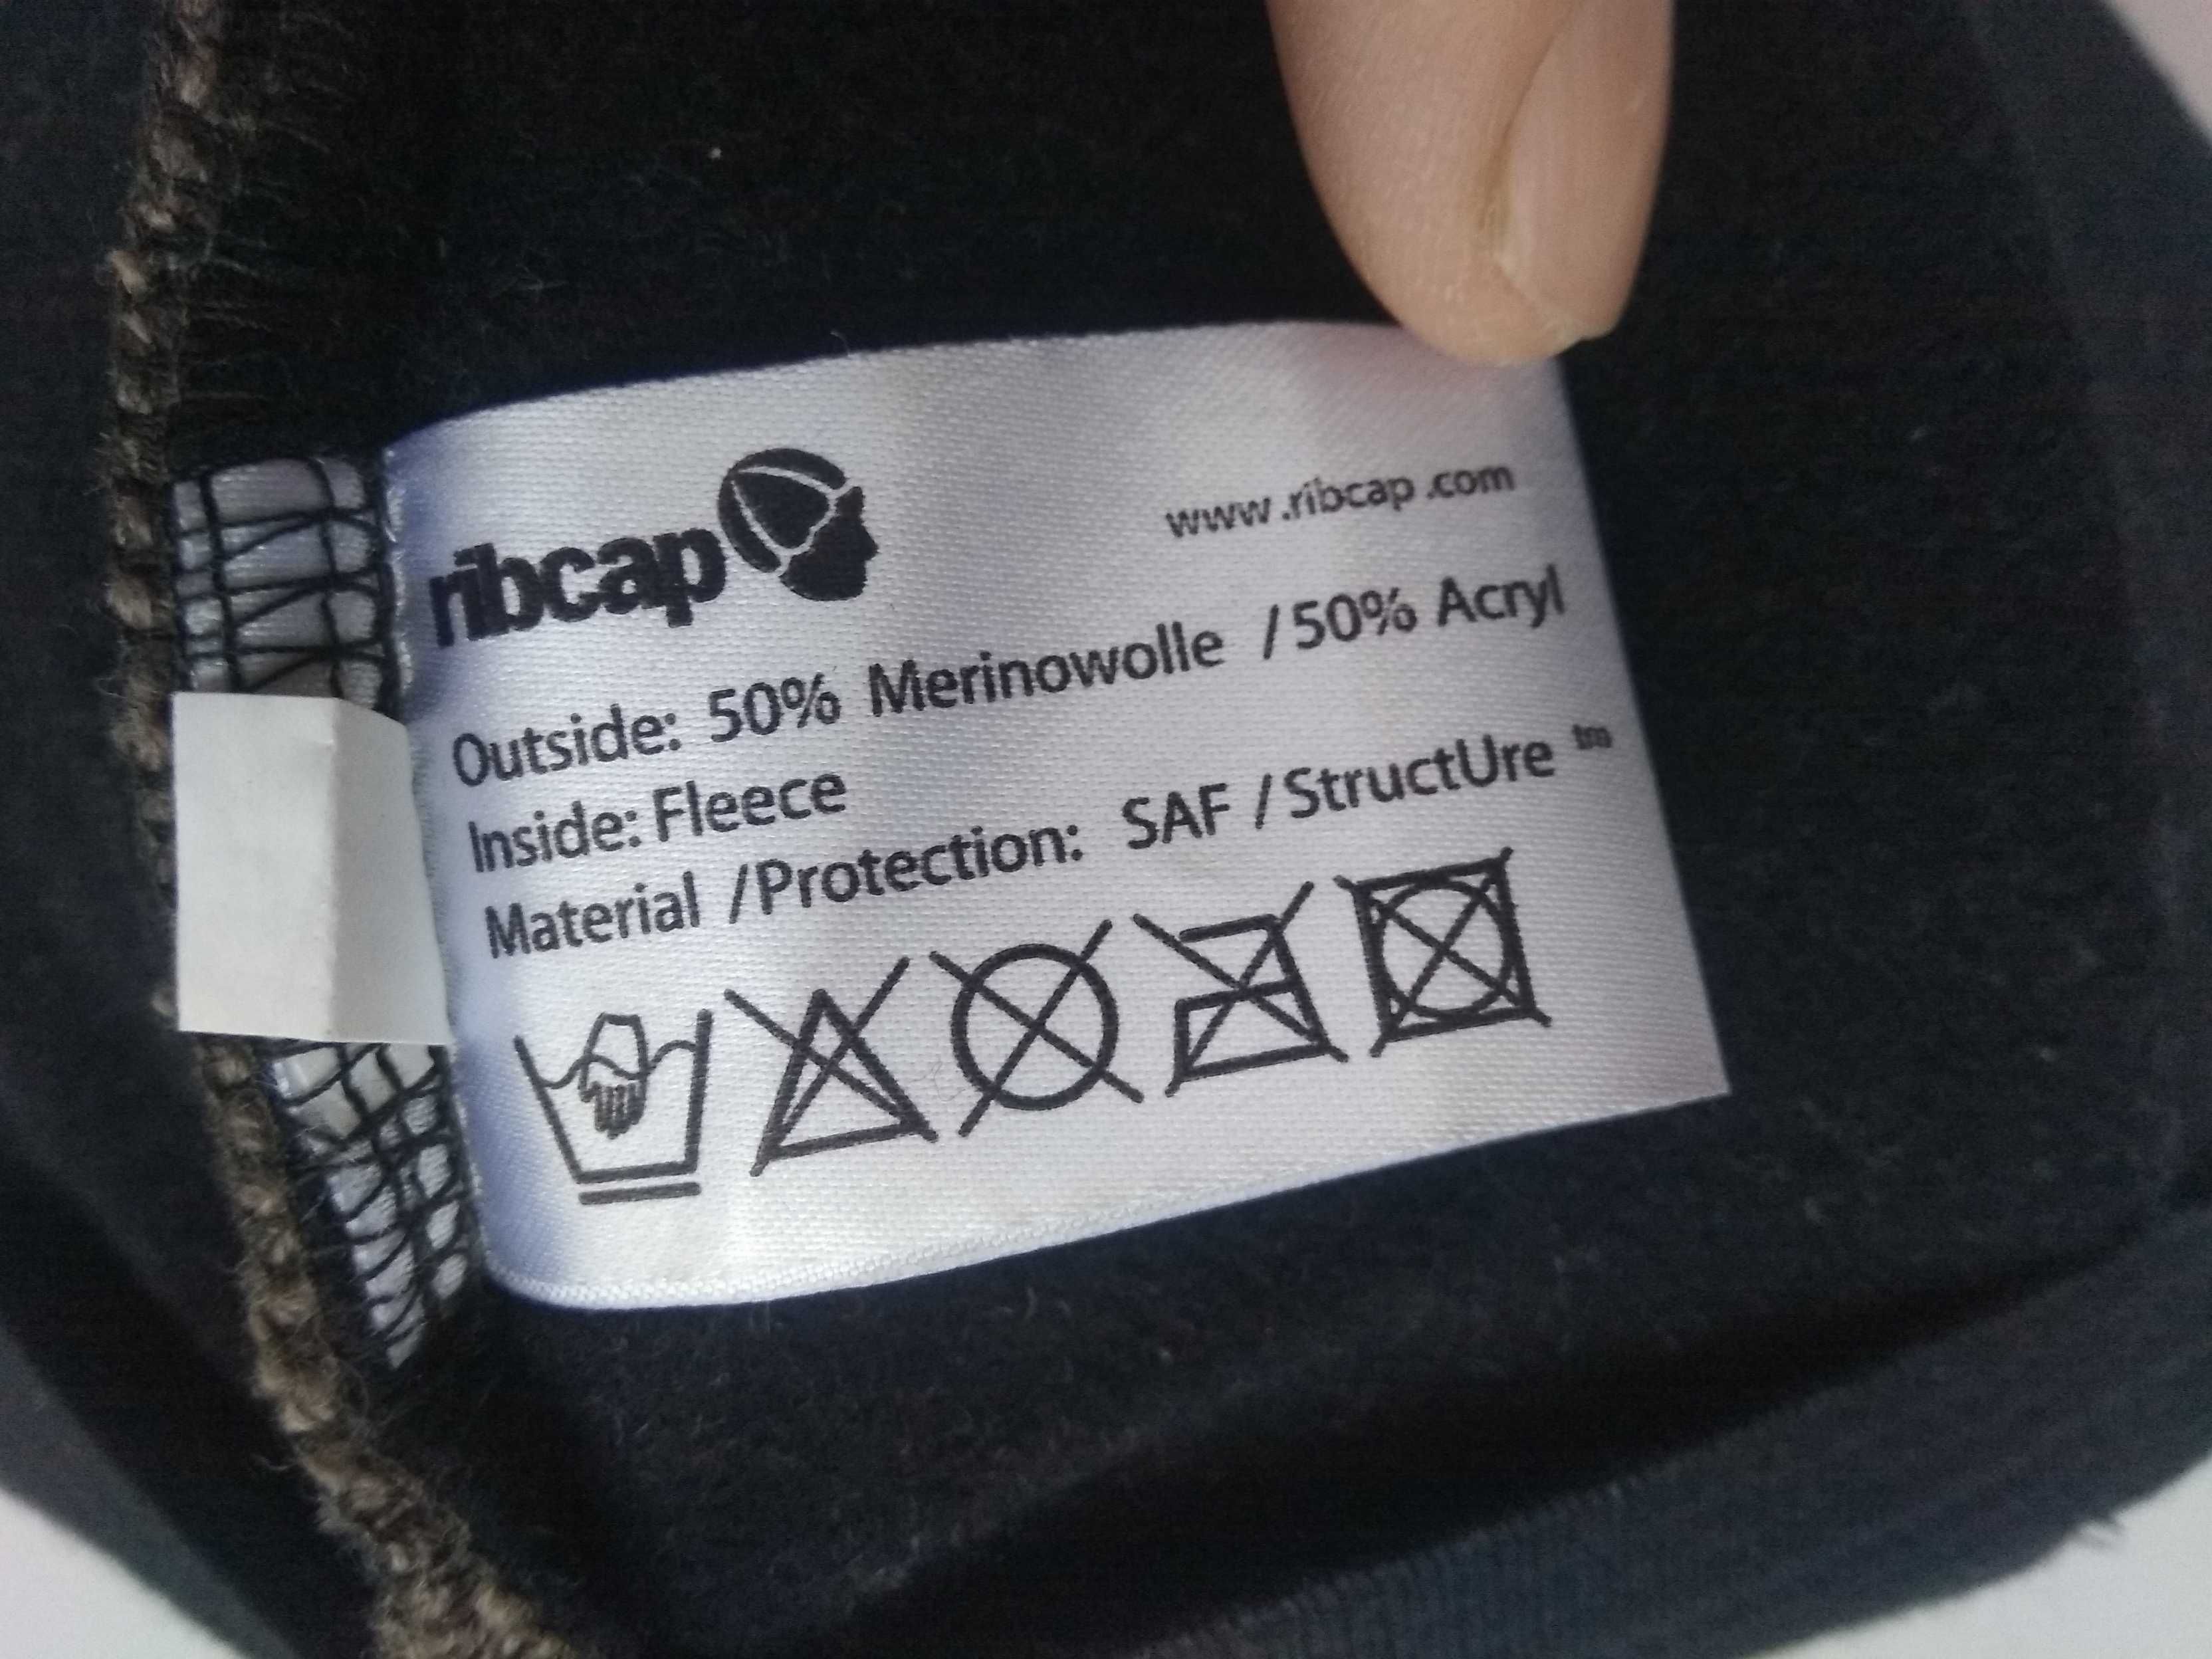 ribcap
www.ribcap.com
Outside: 50% Merinowolle / 50% Acryl
Inside: Fleece
Material / Protection: SAF / StructUre tm